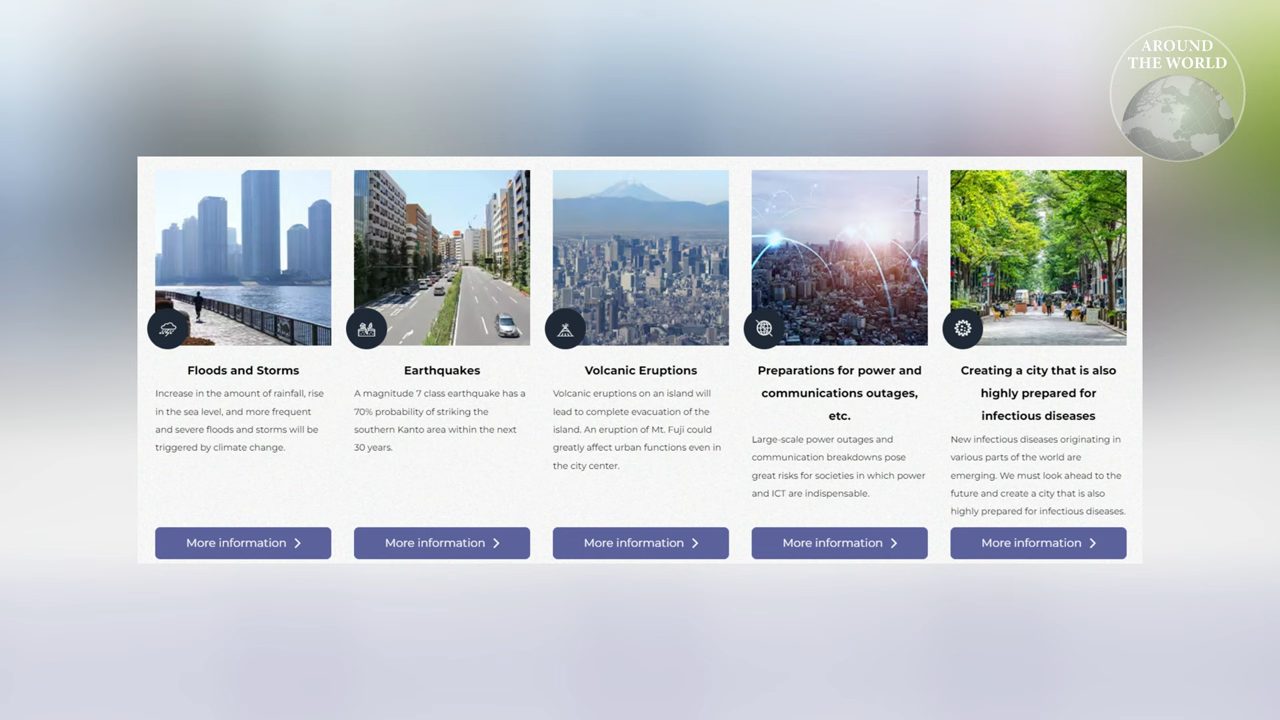 AROUND
THE WORLD
Floods and Storms
Increase in the amount of rainfall, rise
in the sea level, and more frequent
and severe floods and storms will be
triggered by climate change.
More information
Earthquakes
A magnitude 7 class earthquake has a
70% probability of striking the
southern Kanto area within the next
30 years.
More information
Volcanic Eruptions
Volcanic eruptions on an island will
lead to complete evacuation of the
island. An eruption of Mt. Fuji could
greatly affect urban functions even in
the city center.
More information
Preparations for power and
communications outages,
etc.
Large-scale power outages and
communication breakdowns pose
great risks for societies in which power
and ICT are indispensable.
More information
Creating a city that is also
highly prepared for
infectious diseases
New infectious diseases originating in
various parts of the world are
emerging. We must look ahead to the
future and create a city that is also
highly prepared for infectious diseases.
More information